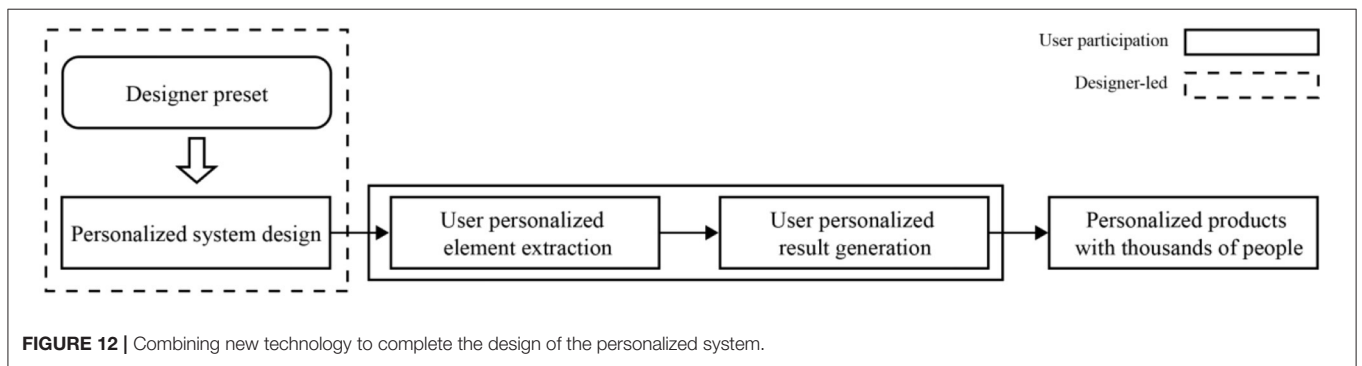 Designer preset
User participation
Designer-led
Personalized system design
User personalized
element extraction
User personalized
result generation
Personalized products
with thousands of people
FIGURE 12 | Combining new technology to complete the design of the personalized system.